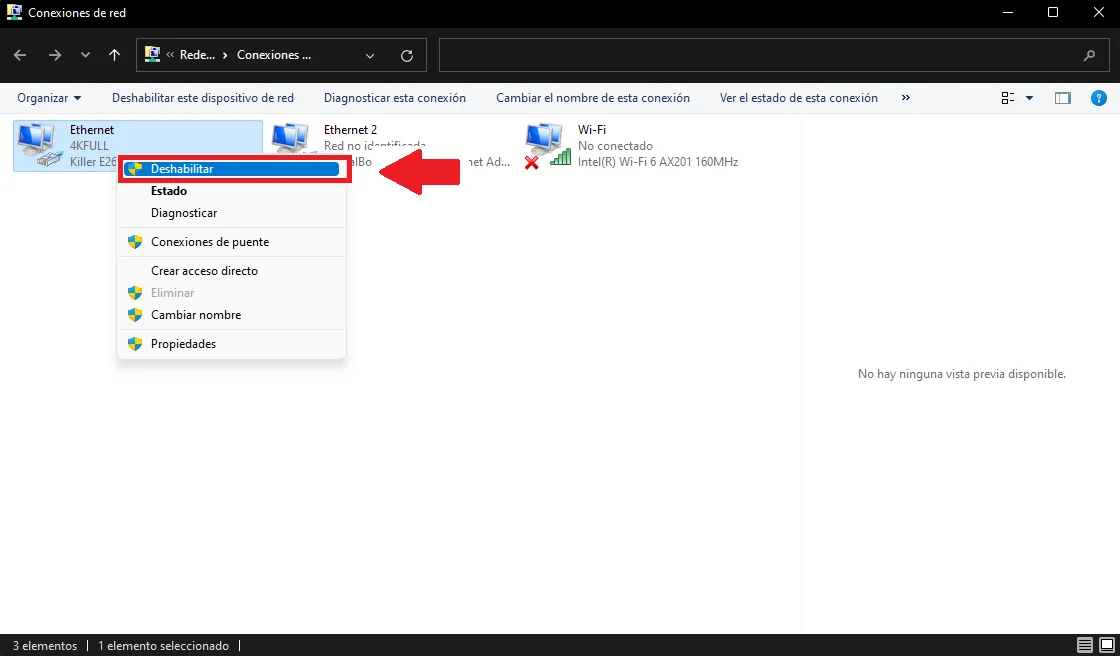 Conexiones de red
« Rede... › Conexiones ...
Organizar Deshabilitar este dispositivo de red Diagnosticar esta conexión Cambiar el nombre de esta conexión Ver el estado de esta conexión »
Ethernet
4KFULL
Killer E26
Ethernet 2
Red no identificada
net Ad...
Wi-Fi
No conectado
Intel(R) Wi-Fi 6 AX201 160MHz
Deshabilitar
Estado
Diagnosticar
Conexiones de puente
Crear acceso directo
Eliminar
Cambiar nombre
Propiedades
No hay ninguna vista previa disponible.
3 elementos | 1 elemento seleccionado |